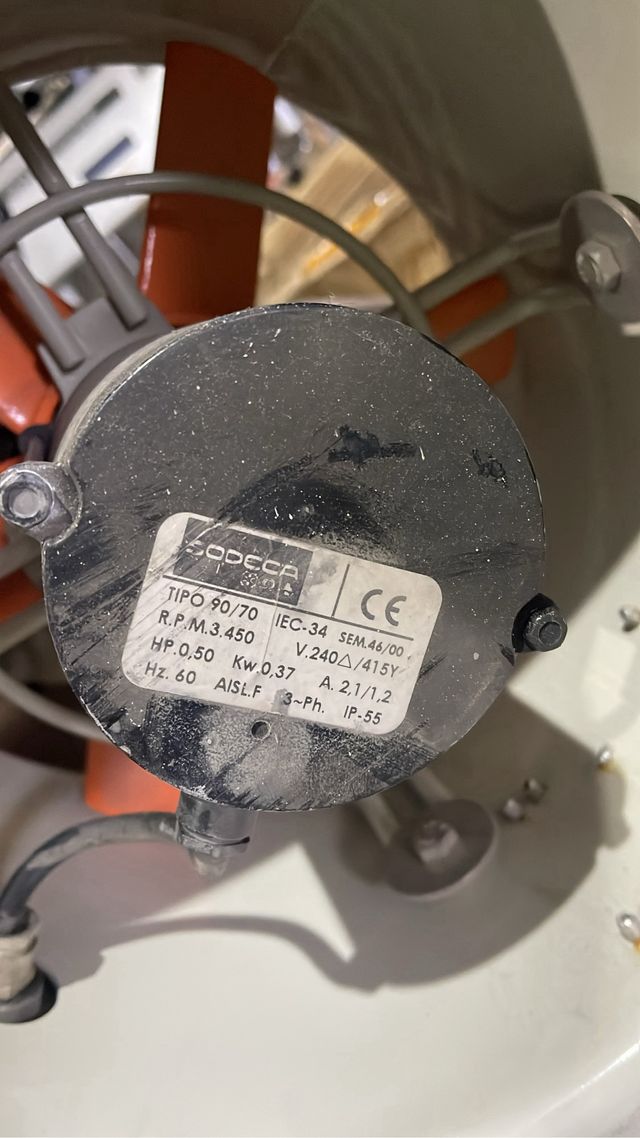 SODECA
CE
TIPO 90/70 IEC-34 SEM.46/00
R.P.M.3.450 V.240△/415Y
HP.0,50 Kw.0,37 A. 2,1/1,2
Hz. 60 AISL.F 3~Ph. IP-55